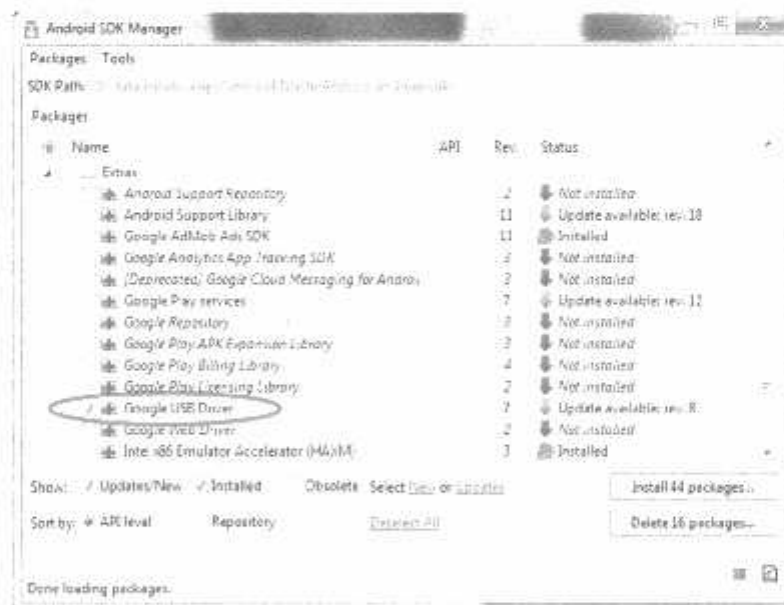 Android SDK Manager
Packages Tools
SDK Path:
Packages
Name API Rev. Status
Extras
Android Support Repository 2 Not installed
Android Support Library 11 Update available: rev. 18
Google AdMob Ads SDK 11 Installed
Google Analytics App Tracking SDK 3 Not installed
(Deprecated) Google Cloud Messaging for Androi 3 Not installed
Google Play services 7 Update available: rev. 12
Google Repository 3 Not installed
Google Play APK Expansion Library 3 Not installed
Google Play Billing Library 4 Not installed
Google Play Licensing Library 2 Not installed
Google USB Driver 7 Update available: rev. 8
Google Web Driver 2 Not installed
Intel x86 Emulator Accelerator (HAXM) 3 Installed
Show: Updates/New Installed Obsolete Select New or Updates Install 44 packages...
Sort by: API level Repository Deselect All Delete 16 packages...
Done loading packages.